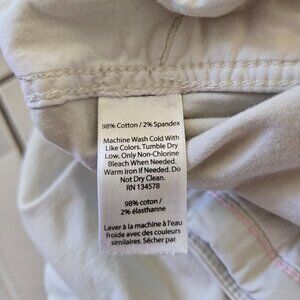 98% Cotton / 2% Spandex
Machine Wash Cold With
Like Colors. Tumble Dry
Low. Only Non-Chlorine
Bleach When Needed.
Warm Iron If Needed. Do
Not Dry Clean.
RN 134578
98% coton /
2% élasthanne
Laver à la machine à l'eau
froide avec des couleurs
similaires. Sécher par